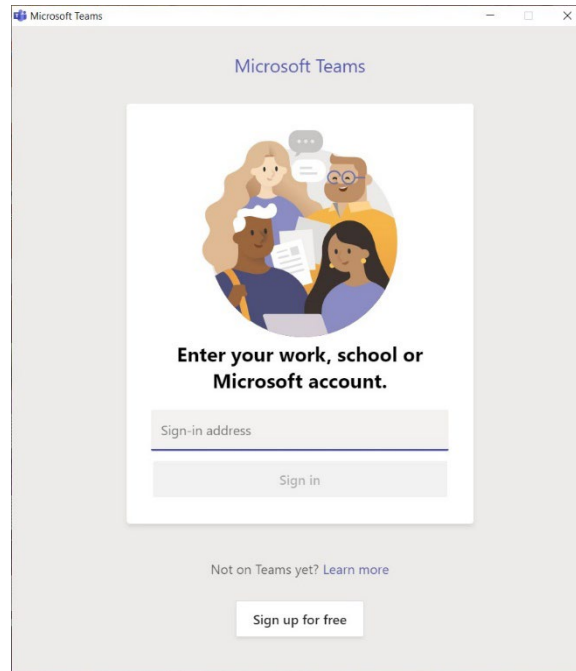 Microsoft Teams
Microsoft Teams
Enter your work, school or
Microsoft account.
Sign-in address
Sign in
Not on Teams yet? Learn more
Sign up for free